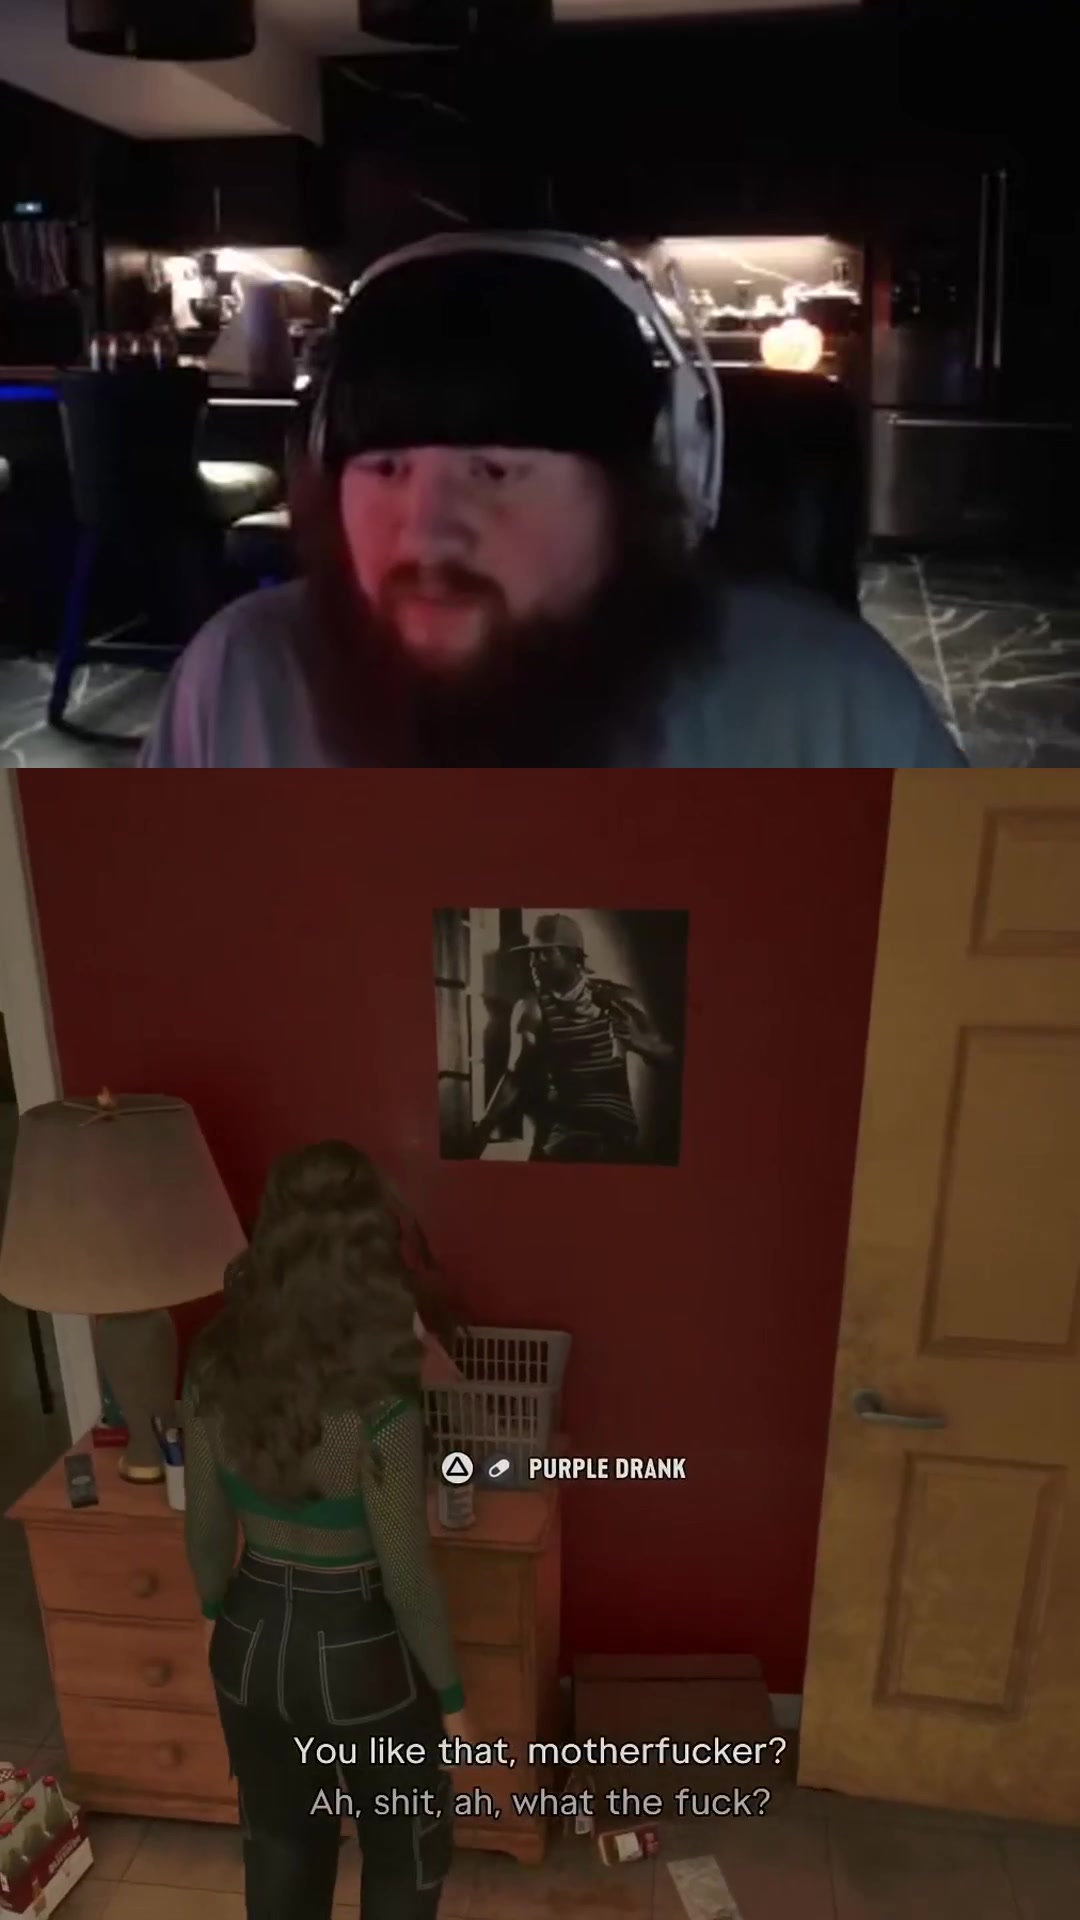 PURPLE DRANK
You like that, motherfucker?
Ah, shit, ah, what the fuck?